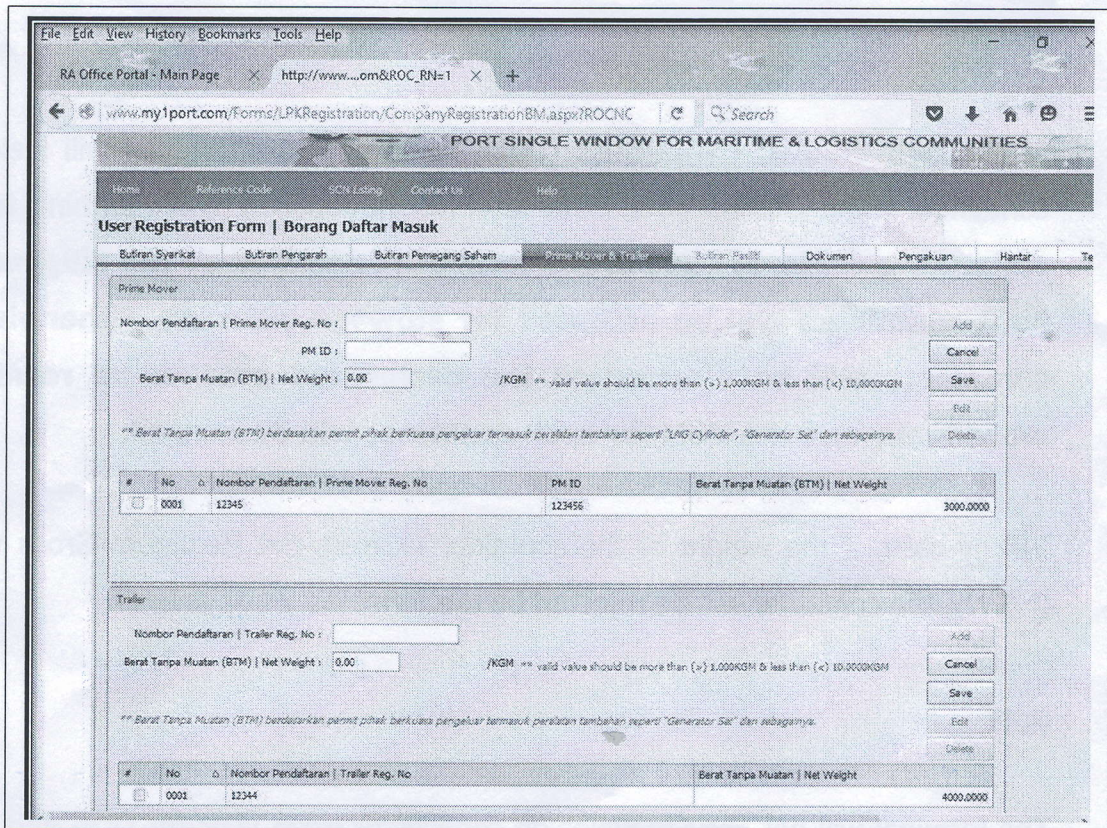 File Edit View History Bookmarks Tools Help
RA Office Portal - Main Page × http://www....om&ROC_RN=1 × +
www.my1port.com/Forms/LPKRegistration/CompanyRegistrationBM.aspx?ROCNC Search
PORT SINGLE WINDOW FOR MARITIME & LOGISTICS COMMUNITIES
Home Reference Code SCN Listing Contact Us Help
User Registration Form | Borang Daftar Masuk
Butiran Syarikat Butiran Pengarah Butiran Pemegang Saham Prime Mover & Trailer Butiran Fasiliti Dokumen Pengakuan Hantar Te
Prime Mover
Nombor Pendaftaran | Prime Mover Reg. No :
Add
PM ID :
Cancel
Berat Tanpa Muatan (BTM) | Net Weight : 0.00 /KGM ** valid value should be more than (>) 1,000KGM & less than (<) 10,0000KGM
Save
Edit
** Berat Tanpa Muatan (BTM) berdasarkan permit pihak berkuasa pengeluar termasuk peralatan tambahan seperti "LNG Cylinder", "Generator Set" dan sebagainya.
Delete
# No Nombor Pendaftaran | Prime Mover Reg. No PM ID Berat Tanpa Muatan (BTM) | Net Weight
0001 12345 123456 3000.0000
Trailer
Nombor Pendaftaran | Trailer Reg. No :
Add
Berat Tanpa Muatan (BTM) | Net Weight : 0.00 /KGM ** valid value should be more than (>) 1,000KGM & less than (<) 10,0000KGM
Cancel
Save
** Berat Tanpa Muatan (BTM) berdasarkan permit pihak berkuasa pengeluar termasuk peralatan tambahan seperti "Generator Set" dan sebagainya.
Edit
Delete
# No Nombor Pendaftaran | Trailer Reg. No Berat Tanpa Muatan | Net Weight
0001 12344 4000.0000